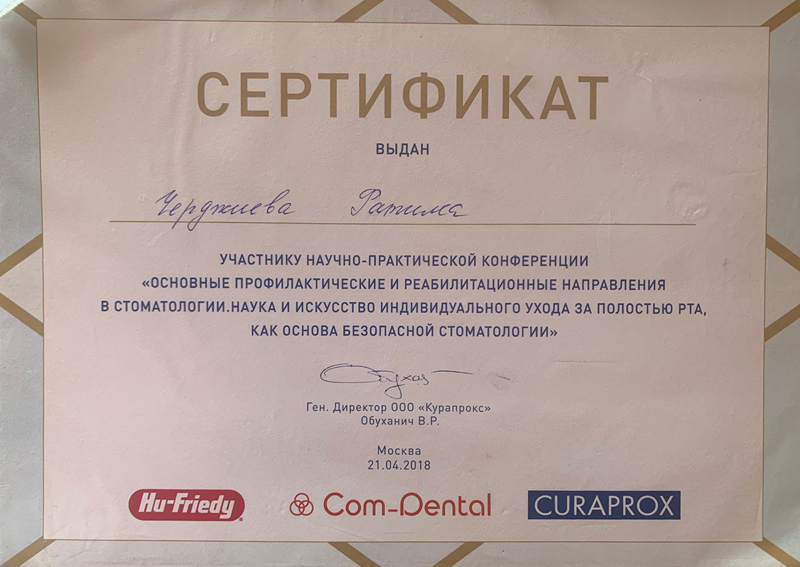 СЕРТИФИКАТ
ВЫДАН
Черджиева Фатима
УЧАСТНИКУ НАУЧНО-ПРАКТИЧЕСКОЙ КОНФЕРЕНЦИИ
«ОСНОВНЫЕ ПРОФИЛАКТИЧЕСКИЕ И РЕАБИЛИТАЦИОННЫЕ НАПРАВЛЕНИЯ
В СТОМАТОЛОГИИ.НАУКА И ИСКУССТВО ИНДИВИДУАЛЬНОГО УХОДА ЗА ПОЛОСТЬЮ РТА,
КАК ОСНОВА БЕЗОПАСНОЙ СТОМАТОЛОГИИ»
Ген. Директор ООО «Курапрокс»
Обуханич В.Р.
Москва
21.04.2018
Hu-Friedy Com-Dental CURAPROX